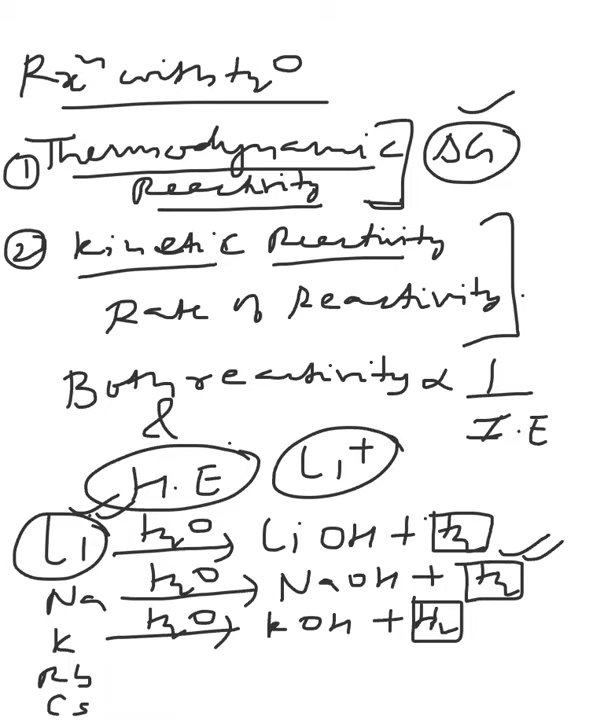 Rxⁿ with H₂O
① Thermodynamic ΔG
Reactivity
② Kinetic Reactivity
Rate of Reactivity
Both reactivity ∝ 1/I.E
&
H.E Li⁺
Li H₂O → LiOH + H₂
Na H₂O → NaOH + H₂
K H₂O → KOH + H₂
Rb
Cs